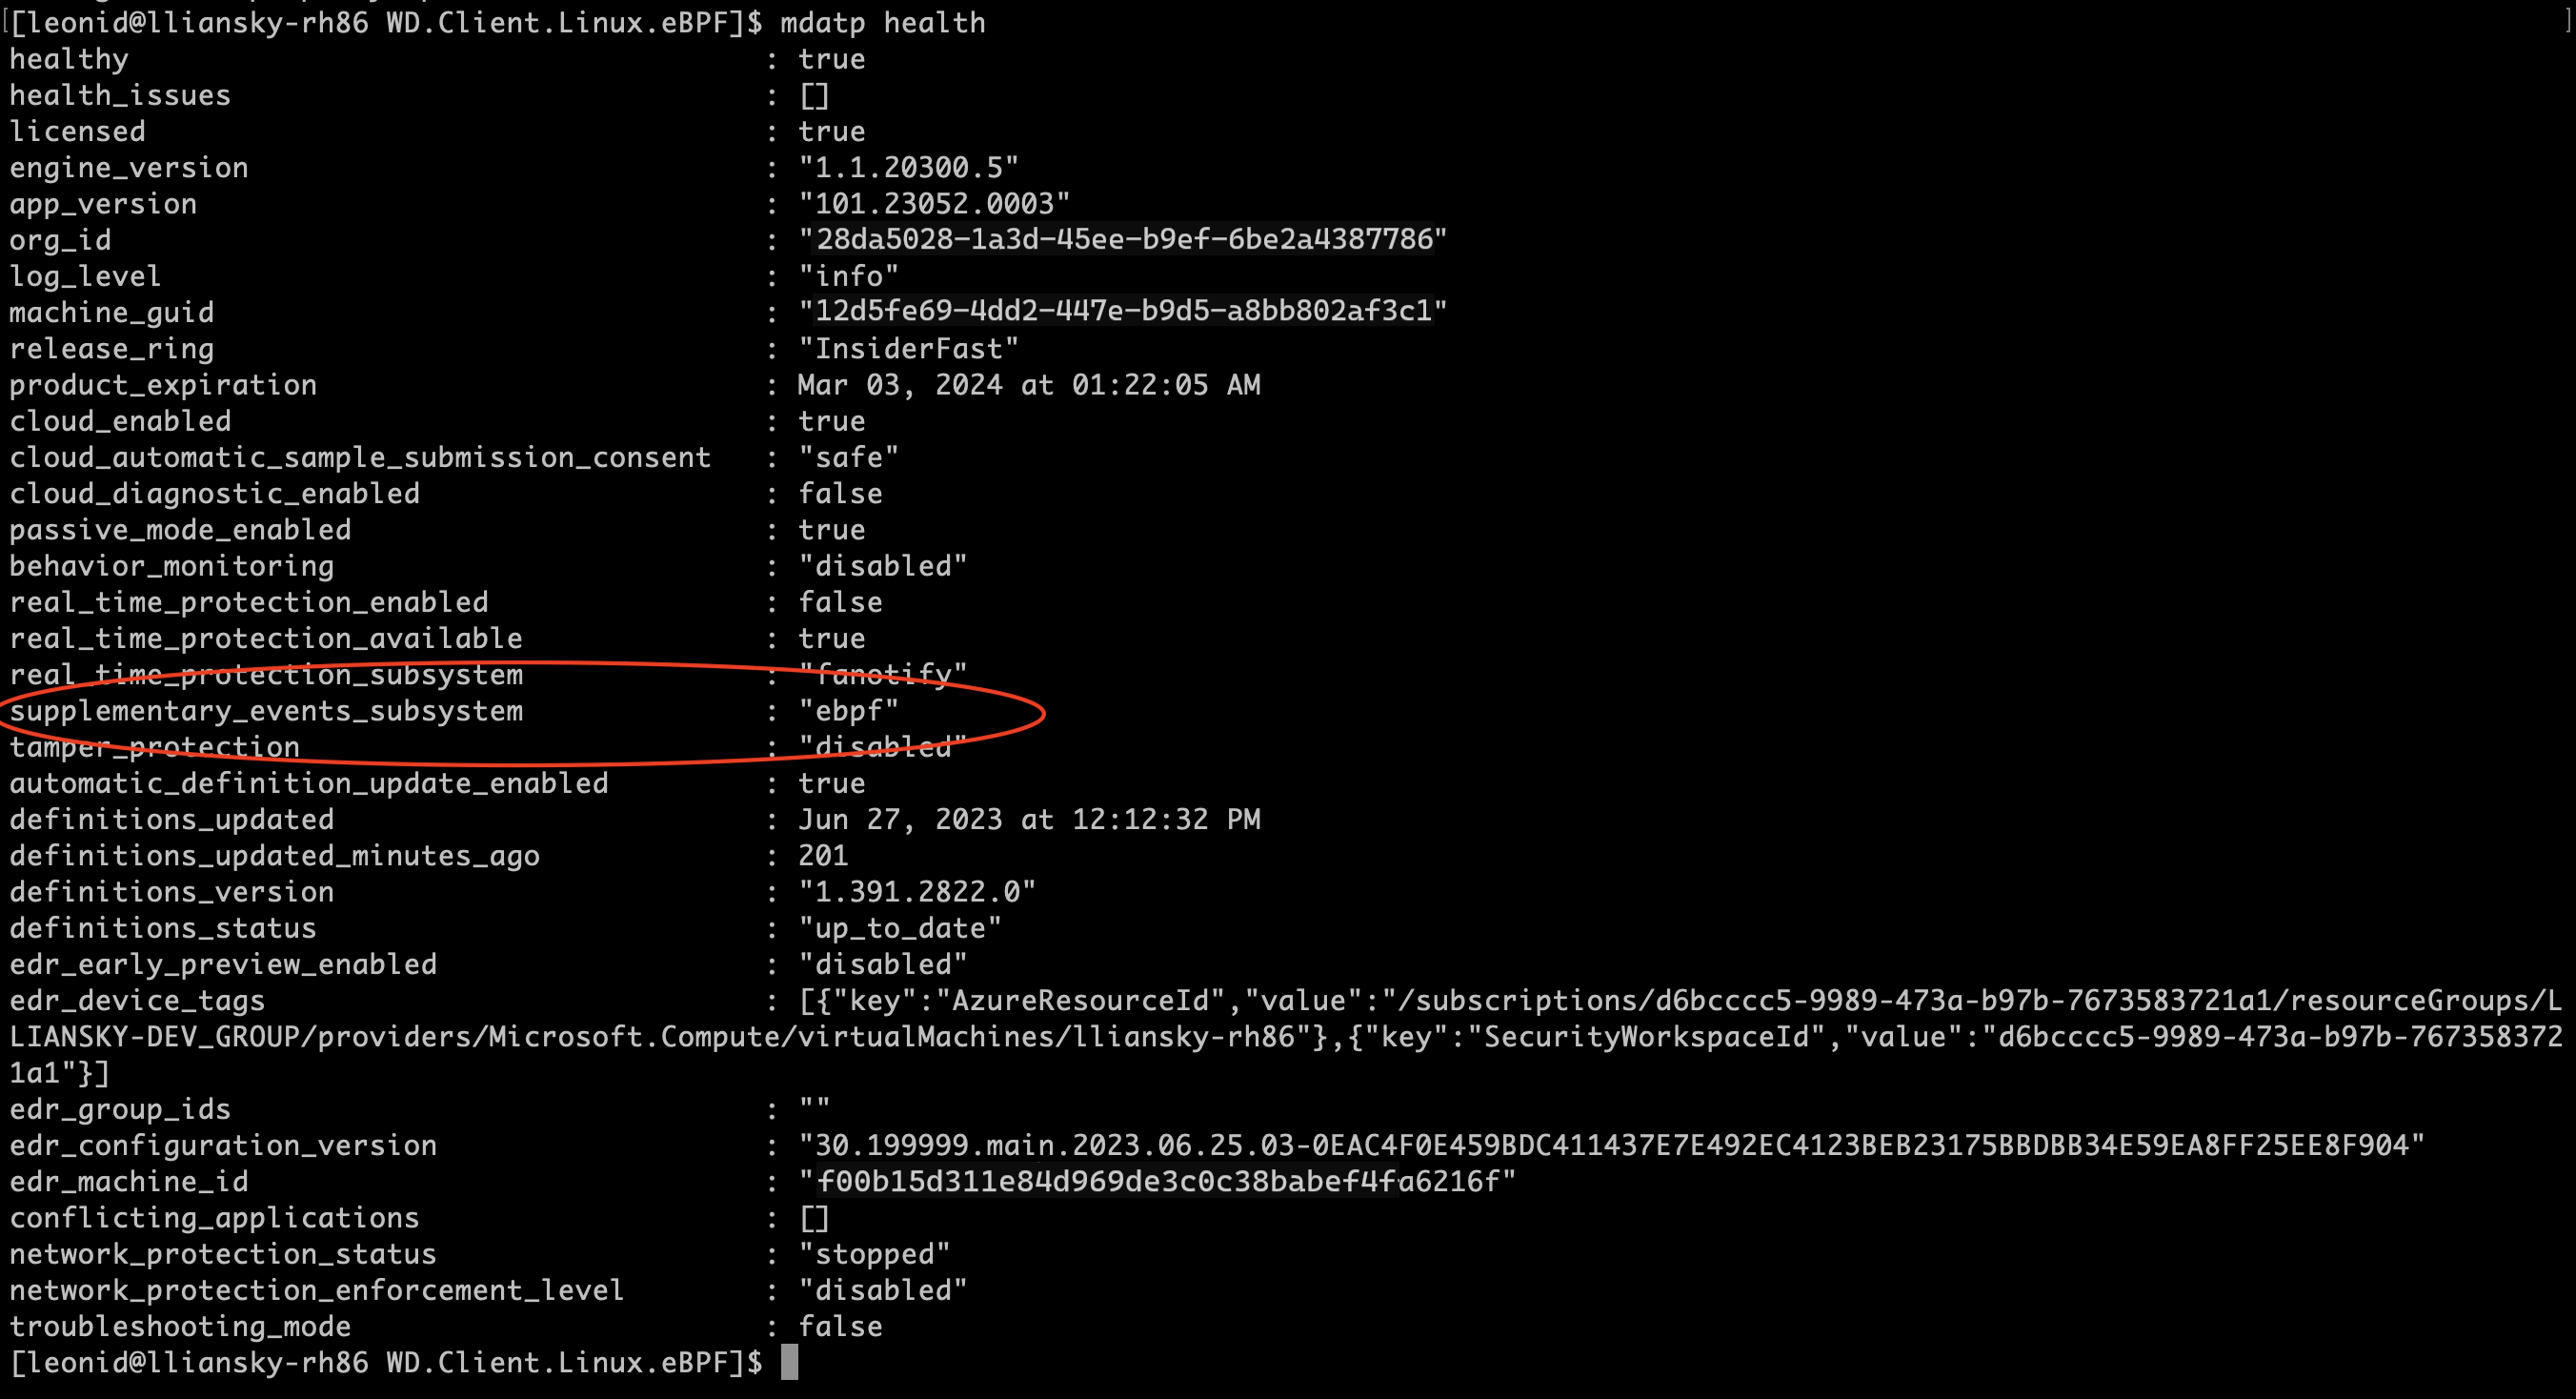 [leonid@lliansky-rh86 WD.Client.Linux.eBPF]$ mdatp health
healthy : true
health_issues : []
licensed : true
engine_version : "1.1.20300.5"
app_version : "101.23052.0003"
org_id : "28da5028-1a3d-45ee-b9ef-6be2a4387786"
log_level : "info"
machine_guid : "12d5fe69-4dd2-447e-b9d5-a8bb802af3c1"
release_ring : "InsiderFast"
product_expiration : Mar 03, 2024 at 01:22:05 AM
cloud_enabled : true
cloud_automatic_sample_submission_consent : "safe"
cloud_diagnostic_enabled : false
passive_mode_enabled : true
behavior_monitoring : "disabled"
real_time_protection_enabled : false
real_time_protection_available : true
real_time_protection_subsystem : "fanotify"
supplementary_events_subsystem : "ebpf"
tamper_protection : "disabled"
automatic_definition_update_enabled : true
definitions_updated : Jun 27, 2023 at 12:12:32 PM
definitions_updated_minutes_ago : 201
definitions_version : "1.391.2822.0"
definitions_status : "up_to_date"
edr_early_preview_enabled : "disabled"
edr_device_tags : [{"key":"AzureResourceId","value":"/subscriptions/d6bcccc5-9989-473a-b97b-7673583721a1/resourceGroups/L
LIANSKY-DEV_GROUP/providers/Microsoft.Compute/virtualMachines/lliansky-rh86"},{"key":"SecurityWorkspaceId","value":"d6bcccc5-9989-473a-b97b-767358372
1a1"}]
edr_group_ids : ""
edr_configuration_version : "30.199999.main.2023.06.25.03-0EAC4F0E459BDC411437E7E492EC4123BEB23175BBDBB34E59EA8FF25EE8F904"
edr_machine_id : "f00b15d311e84d969de3c0c38babef4fa6216f"
conflicting_applications : []
network_protection_status : "stopped"
network_protection_enforcement_level : "disabled"
troubleshooting_mode : false
[leonid@lliansky-rh86 WD.Client.Linux.eBPF]$